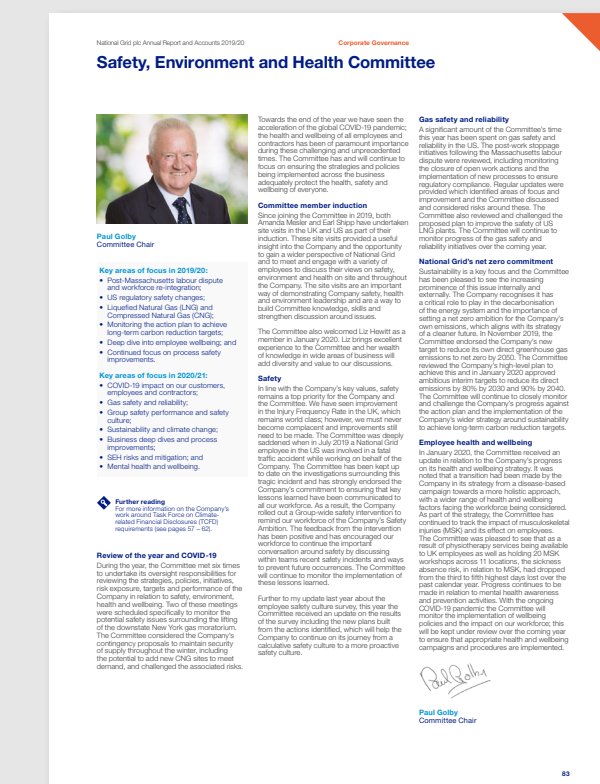 National Grid plc Annual Report and Accounts 2019/20
Corporate Governance
Safety, Environment and Health Committee
Paul Golby
Committee Chair
Key areas of focus in 2019/20:
• Post-Massachusetts labour dispute
and workforce re-integration;
• US regulatory safety changes;
• Liquefied Natural Gas (LNG) and
Compressed Natural Gas (CNG);
• Monitoring the action plan to achieve
long-term carbon reduction targets;
• Deep dive into employee wellbeing; and
• Continued focus on process safety
improvements.
Key areas of focus in 2020/21:
• COVID-19 impact on our customers,
employees and contractors;
• Gas safety and reliability;
• Group safety performance and safety
culture;
• Sustainability and climate change;
• Business deep dives and process
improvements;
• SEH risks and mitigation; and
• Mental health and wellbeing.
Further reading
For more information on the Company's
work around Task Force on Climate-
related Financial Disclosures (TCFD)
requirements (see pages 57 – 62).
Review of the year and COVID-19
During the year, the Committee met six times
to undertake its oversight responsibilities for
reviewing the strategies, policies, initiatives,
risk exposure, targets and performance of the
Company in relation to safety, environment,
health and wellbeing. Two of these meetings
were scheduled specifically to monitor the
potential safety issues surrounding the lifting
of the downstate New York gas moratorium.
The Committee considered the Company's
contingency proposals to maintain security
of supply throughout the winter, including
the potential to add new CNG sites to meet
demand, and challenged the associated risks.
Towards the end of the year we have seen the
acceleration of the global COVID-19 pandemic;
the health and wellbeing of all employees and
contractors has been of paramount importance
during these challenging and unprecedented
times. The Committee has and will continue to
focus on ensuring the strategies and policies
being implemented across the business
adequately protect the health, safety and
wellbeing of everyone.
Committee member induction
Since joining the Committee in 2019, both
Amanda Mesler and Earl Shipp have undertaken
site visits in the UK and US as part of their
induction. These site visits provided a useful
insight into the Company and the opportunity
to gain a wider perspective of National Grid
and to meet and engage with a variety of
employees to discuss their views on safety,
environment and health on site and throughout
the Company. The site visits are an important
way of demonstrating Company safety, health
and environment leadership and are a way to
build Committee knowledge, skills and
strengthen discussion around issues.
The Committee also welcomed Liz Hewitt as a
member in January 2020. Liz brings excellent
experience to the Committee and her wealth
of knowledge in wide areas of business will
add diversity and value to our discussions.
Safety
In line with the Company's key values, safety
remains a top priority for the Company and
the Committee. We have seen improvement
in the Injury Frequency Rate in the UK, which
remains world class; however, we must never
become complacent and improvements still
need to be made. The Committee was deeply
saddened when in July 2019 a National Grid
employee in the US was involved in a fatal
traffic accident while working on behalf of the
Company. The Committee has been kept up
to date on the investigations surrounding this
tragic incident and has strongly endorsed the
Company's commitment to ensuring that key
lessons learned have been communicated to
all our workforce. As a result, the Company
rolled out a Group-wide safety intervention to
remind our workforce of the Company's Safety
Ambition. The feedback from the intervention
has been positive and has encouraged our
workforce to continue the important
conversation around safety by discussing
within teams recent safety incidents and ways
to prevent future occurrences. The Committee
will continue to monitor the implementation of
these lessons learned.
Further to my update last year about the
employee safety culture survey, this year the
Committee received an update on the results
of the survey including the new plans built
from the actions identified, which will help the
Company to continue on its journey from a
calculative safety culture to a more proactive
safety culture.
Gas safety and reliability
A significant amount of the Committee's time
this year has been spent on gas safety and
reliability in the US. The post-work stoppage
initiatives following the Massachusetts labour
dispute were reviewed, including monitoring
the closure of open work actions and the
implementation of new processes to ensure
regulatory compliance. Regular updates were
provided which identified areas of focus and
improvement and the Committee discussed
and considered risks around these. The
Committee also reviewed and challenged the
proposed plan to improve the safety of US
LNG plants. The Committee will continue to
monitor progress of the gas safety and
reliability initiatives over the coming year.
National Grid's net zero commitment
Sustainability is a key focus and the Committee
has been pleased to see the increasing
prominence of this issue internally and
externally. The Company recognises it has
a critical role to play in the decarbonisation
of the energy system and the importance of
setting a net zero ambition for the Company's
own emissions, which aligns with its strategy
of a cleaner future. In November 2019, the
Committee endorsed the Company's new
target to reduce its own direct greenhouse gas
emissions to net zero by 2050. The Committee
reviewed the Company's high-level plan to
achieve this and in January 2020 approved
ambitious interim targets to reduce its direct
emissions by 80% by 2030 and 90% by 2040.
The Committee will continue to closely monitor
and challenge the Company's progress against
the action plan and the implementation of the
Company's wider strategy around sustainability
to achieve long-term carbon reduction targets.
Employee health and wellbeing
In January 2020, the Committee received an
update in relation to the Company's progress
on its health and wellbeing strategy. It was
noted that a transition had been made by the
Company in its strategy from a disease-based
campaign towards a more holistic approach,
with a wider range of health and wellbeing
factors facing the workforce being considered.
As part of the strategy, the Committee has
continued to track the impact of musculoskeletal
injuries (MSK) and its effect on employees.
The Committee was pleased to see that as a
result of physiotherapy services being available
to UK employees as well as holding 20 MSK
workshops across 11 locations, the sickness
absence risk, in relation to MSK, had dropped
from the third to fifth highest days lost over the
past calendar year. Progress continues to be
made in relation to mental health awareness
and prevention activities. With the ongoing
COVID-19 pandemic the Committee will
monitor the implementation of wellbeing
policies and the impact on our workforce; this
will be kept under review over the coming year
to ensure that appropriate health and wellbeing
campaigns and procedures are implemented.
Paul Golby
Paul Golby
Committee Chair
83